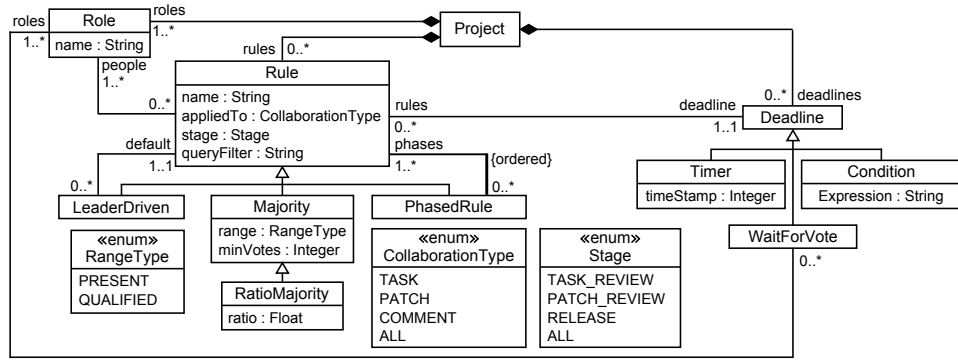 roles
Role
name : String
roles
1..*
1..*
people
1..*
Project
rules
0..*
0..*
deadlines
Rule
name : String
appliedTo : CollaborationType
stage : Stage
queryFilter : String
0..*
rules
0..*
deadline
1..1
Deadline
default
1..1
0..*
phases
1..*
{ordered}
0..*
LeaderDriven
Majority
range : RangeType
minVotes : Integer
PhasedRule
Timer
timeStamp : Integer
Condition
Expression : String
WaitForVote
0..*
«enum»
RangeType
PRESENT
QUALIFIED
RatioMajority
ratio : Float
«enum»
CollaborationType
TASK
PATCH
COMMENT
ALL
«enum»
Stage
TASK_REVIEW
PATCH_REVIEW
RELEASE
ALL